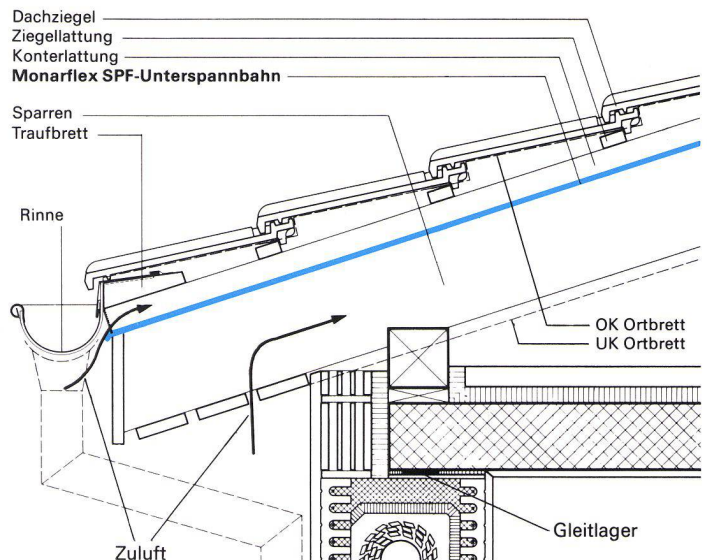 Dachziegel
Ziegellattung
Konterlattung
Monarflex SPF-Unterspannbahn
Sparren
Traufbrett
Rinne
OK Ortbrett
UK Ortbrett
Gleitlager
Zuluft